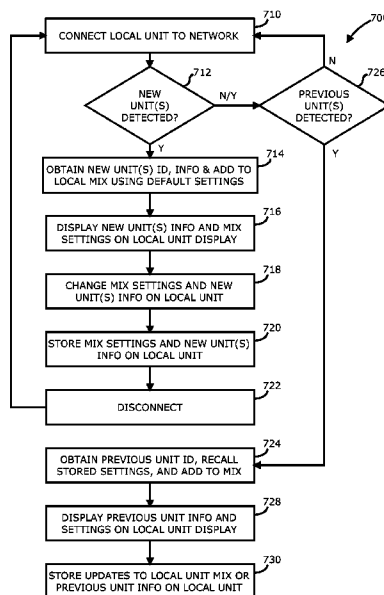 700
710
CONNECT LOCAL UNIT TO NETWORK
712
NEW
UNIT(S)
DETECTED?
N/Y
726
PREVIOUS
UNIT(S)
DETECTED?
N
Y
Y
714
OBTAIN NEW UNIT(S) ID, INFO & ADD TO
LOCAL MIX USING DEFAULT SETTINGS
716
DISPLAY NEW UNIT(S) INFO AND MIX
SETTINGS ON LOCAL UNIT DISPLAY
718
CHANGE MIX SETTINGS AND NEW
UNIT(S) INFO ON LOCAL UNIT
720
STORE MIX SETTINGS AND NEW UNIT(S)
INFO ON LOCAL UNIT
722
DISCONNECT
724
OBTAIN PREVIOUS UNIT ID, RECALL
STORED SETTINGS, AND ADD TO MIX
728
DISPLAY PREVIOUS UNIT INFO AND
SETTINGS ON LOCAL UNIT DISPLAY
730
STORE UPDATES TO LOCAL UNIT MIX OR
PREVIOUS UNIT INFO ON LOCAL UNIT